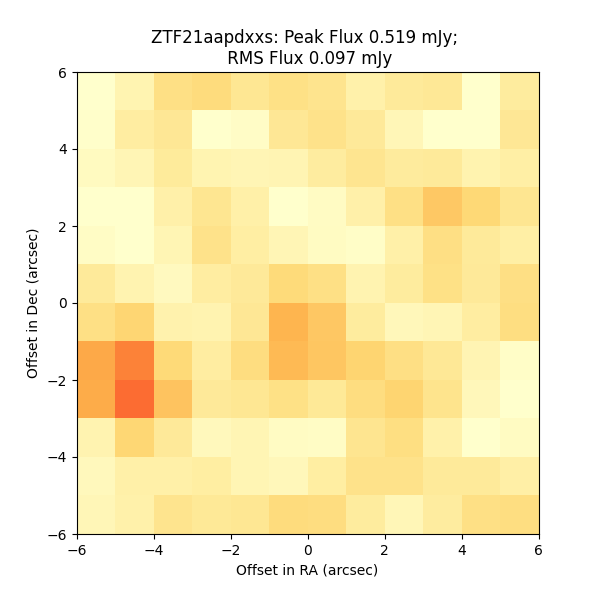 ZTF21aapdxxs: Peak Flux 0.519 mJy;
RMS Flux 0.097 mJy
6
4
2
0
−2
−4
−6
Offset in Dec (arcsec)
−6 −4 −2 0 2 4 6
Offset in RA (arcsec)